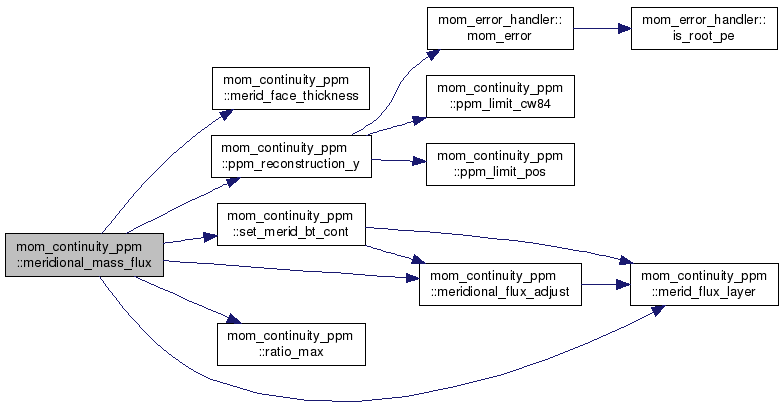 mom_error_handler::
mom_error
mom_error_handler::
is_root_pe
mom_continuity_ppm
::merid_face_thickness
mom_continuity_ppm
::ppm_limit_cw84
mom_continuity_ppm
::ppm_reconstruction_y
mom_continuity_ppm
::ppm_limit_pos
mom_continuity_ppm
::set_merid_bt_cont
mom_continuity_ppm
::meridional_mass_flux
mom_continuity_ppm
::meridional_flux_adjust
mom_continuity_ppm
::merid_flux_layer
mom_continuity_ppm
::ratio_max